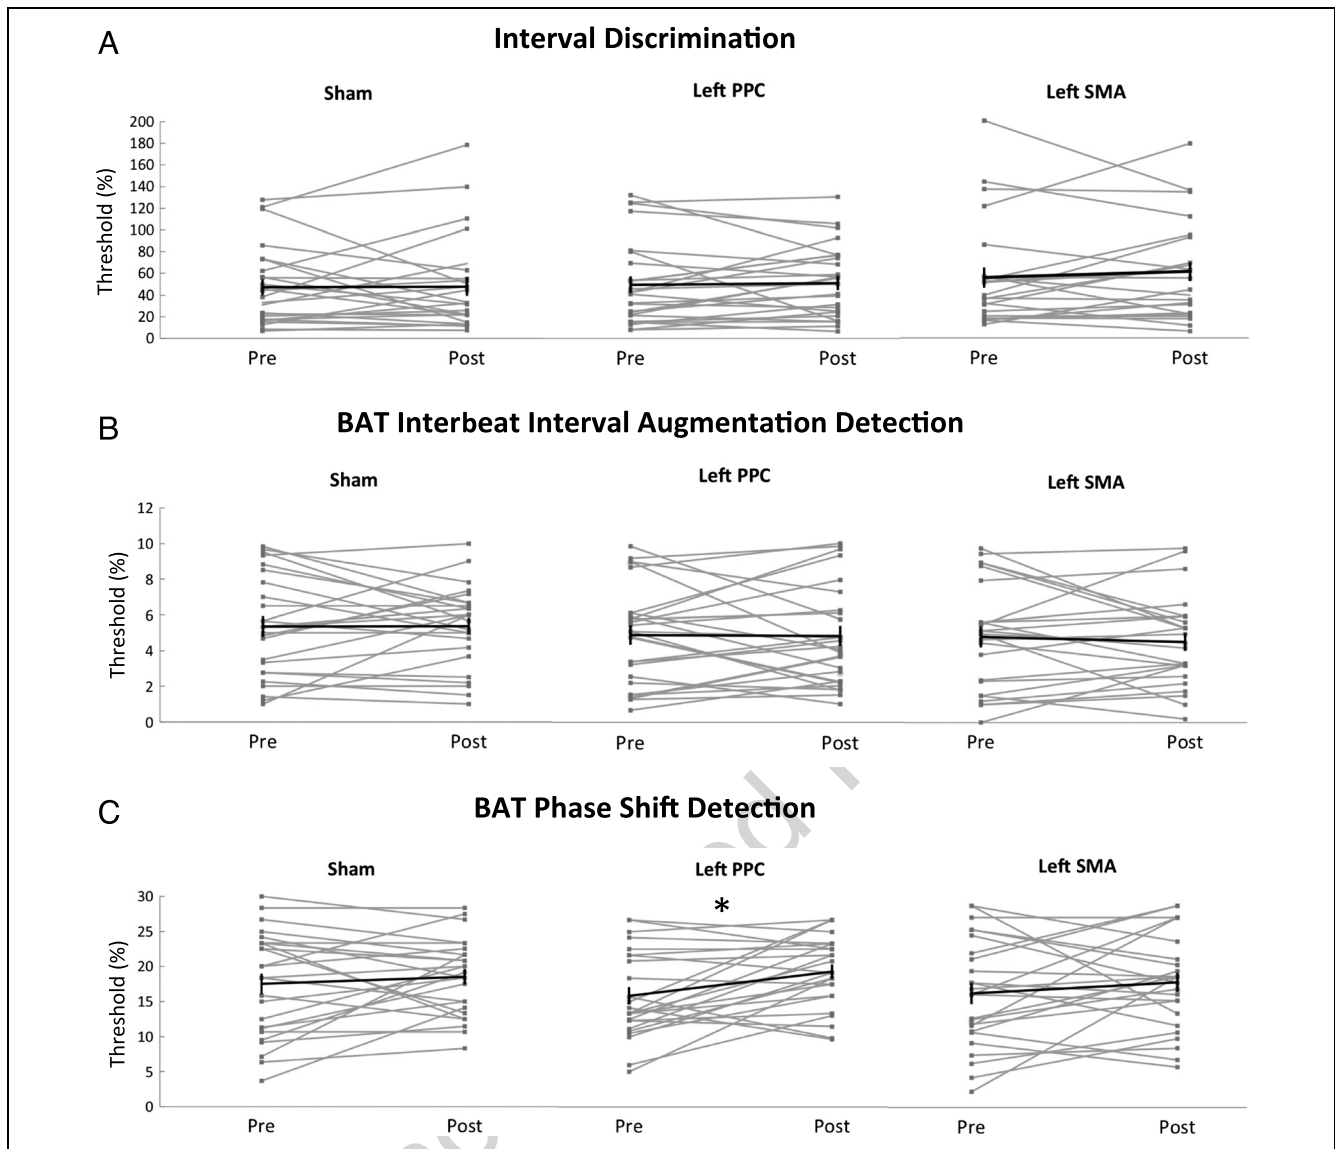 A
Interval Discrimination
Sham
Left PPC
Left SMA
Threshold (%)
200
180
160
140
120
100
80
60
40
20
0
Pre
Post
Pre
Post
Pre
Post
B
BAT Interbeat Interval Augmentation Detection
Sham
Left PPC
Left SMA
Threshold (%)
12
10
8
6
4
2
0
Pre
Post
Pre
Post
Pre
Post
C
BAT Phase Shift Detection
Sham
Left PPC
Left SMA
*
Threshold (%)
30
25
20
15
10
5
0
Pre
Post
Pre
Post
Pre
Post